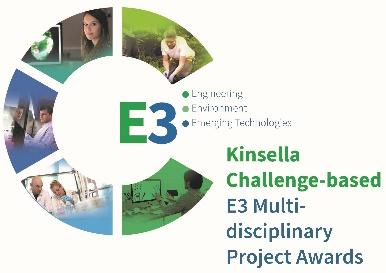 E3
Engineering
Environment
Emerging Technologies
Kinsella
Challenge-based
E3 Multi-
disciplinary
Project Awards